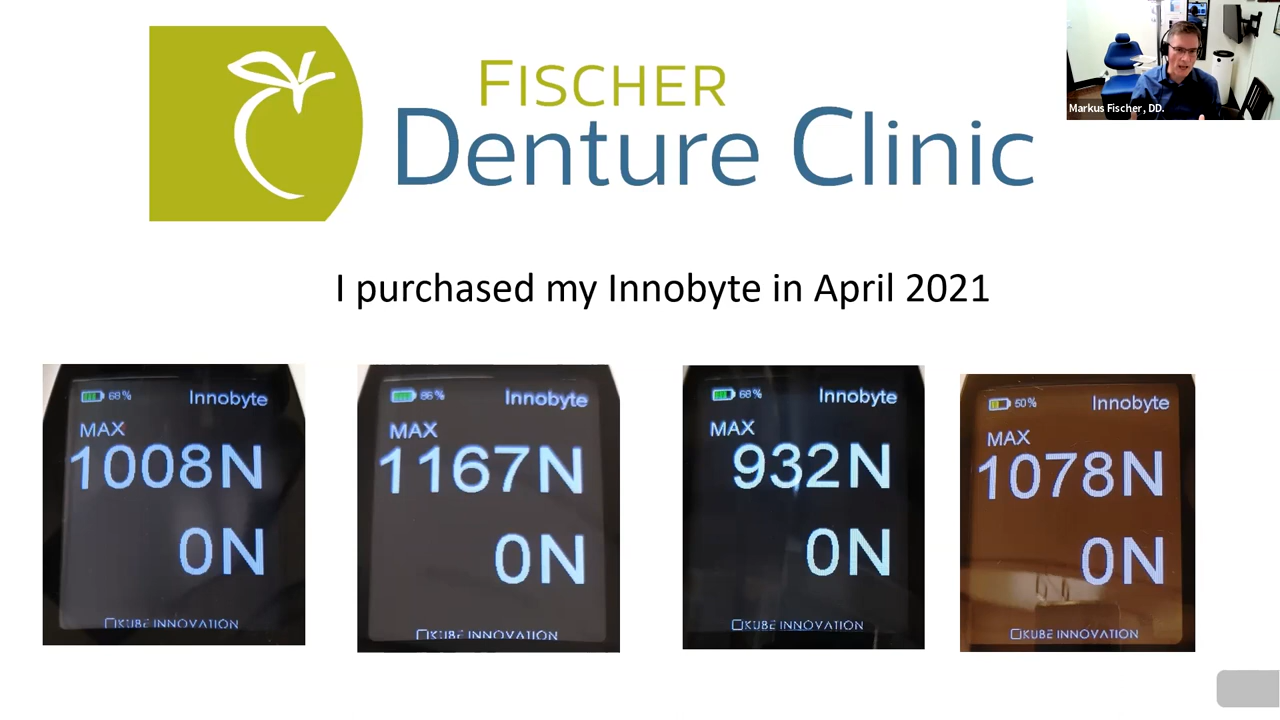 FISCHER
Denture Clinic
Markus Fischer, DD.
I purchased my Innobyte in April 2021
68% Innobyte
MAX
1008N
0N
KUBE INNOVATION
86% Innobyte
MAX
1167N
0N
KUBE INNOVATION
68% Innobyte
MAX
932N
0N
KUBE INNOVATION
50% Innobyte
MAX
1078N
0N
KUBE INNOVATION